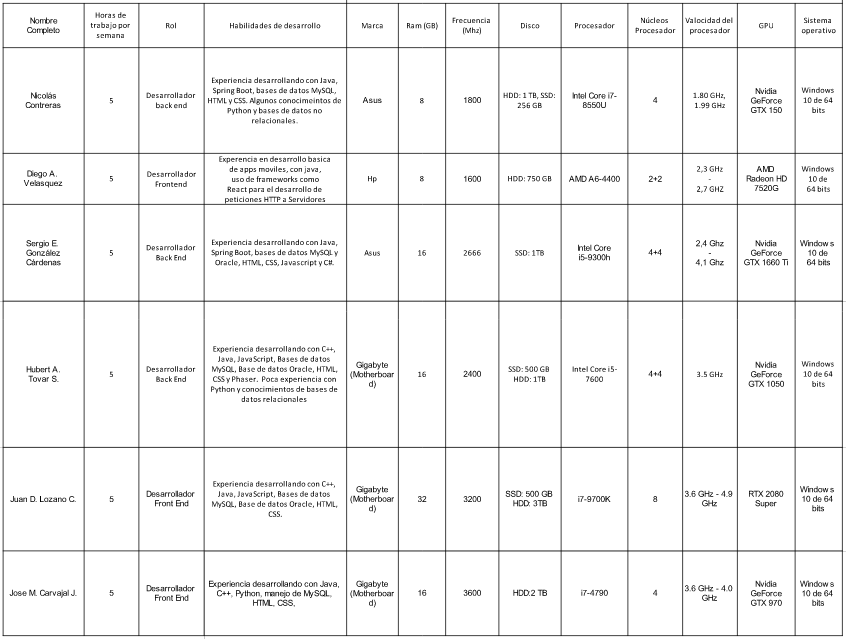 Nombre
Completo
Horas de
trabajo por
semana
Rol
Habilidades de desarrollo
Marca
Ram (GB)
Frecuencia
(Mhz)
Disco
Procesador
Núcleos
Procesador
Valocidad del
procesador
GPU
Sistema
operativo
Nicolás
Contreras
5
Desarrollador
back end
Experiencia desarrollando con Java,
Spring Boot, bases de datos MySQL,
HTML y CSS. Algunos conocimeintos de
Python y bases de datos no
relacionales.
Asus
8
1800
HDD: 1 TB, SSD:
256 GB
Intel Core i7-
8550U
4
1.80 GHz,
1.99 GHz
Nvidia
GeForce
GTX 150
Windows
10 de 64
bits
Diego A.
Velasquez
5
Desarrollador
Frontend
Experencia en desarrollo basica
de apps moviles, con java,
uso de frameworks como
React para el desarrollo de
peticiones HTTP a Servidores
Hp
8
1600
HDD: 750 GB
AMD A6-4400
2+2
2,3 GHz
-
2,7 GHZ
AMD
Radeon HD
7520G
Windows
10 de
64 bits
Sergio E.
González
Cárdenas
5
Desarrollador
Back End
Experiencia desarrollando con Java,
Spring Boot, bases de datos MySQL y
Oracle, HTML, CSS, Javascript y C#.
Asus
16
2666
SSD: 1TB
Intel Core
i5-9300h
4+4
2,4 Ghz
-
4,1 Ghz
Nvidia
GeForce
GTX 1660 Ti
Windows
10 de
64 bits
Hubert A.
Tovar S.
5
Desarrollador
Back End
Experiencia desarrollando con C++,
Java, JavaScript, Bases de datos
MySQL, Base de datos Oracle, HTML,
CSS y Phaser. Poca experiencia con
Python y conocimientos de bases de
datos relacionales
Gigabyte
(Motherboar
d)
16
2400
SSD: 500 GB
HDD: 1TB
Intel Core i5-
7600
4+4
3.5 GHz
Nvidia
GeForce
GTX 1050
Windows
10 de 64
bits
Juan D. Lozano C.
5
Desarrollador
Front End
Experiencia desarrollando con C++,
Java, JavaScript, Bases de datos
MySQL, Base de datos Oracle, HTML,
CSS.
Gigabyte
(Motherboar
d)
32
3200
SSD: 500 GB
HDD: 3TB
i7-9700K
8
3.6 GHz - 4.9
GHz
RTX 2080
Super
Windows
10 de 64
bits
Jose M. Carvajal J.
5
Desarrollador
Front End
Experiencia desarrollando con Java,
C++, Python, manejo de MySQL,
HTML, CSS,
Gigabyte
(Motherboar
d)
16
3600
HDD:2 TB
i7-4790
4
3.6 GHz - 4.0
GHz
Nvidia
GeForce
GTX 970
Windows
10 de 64
bits